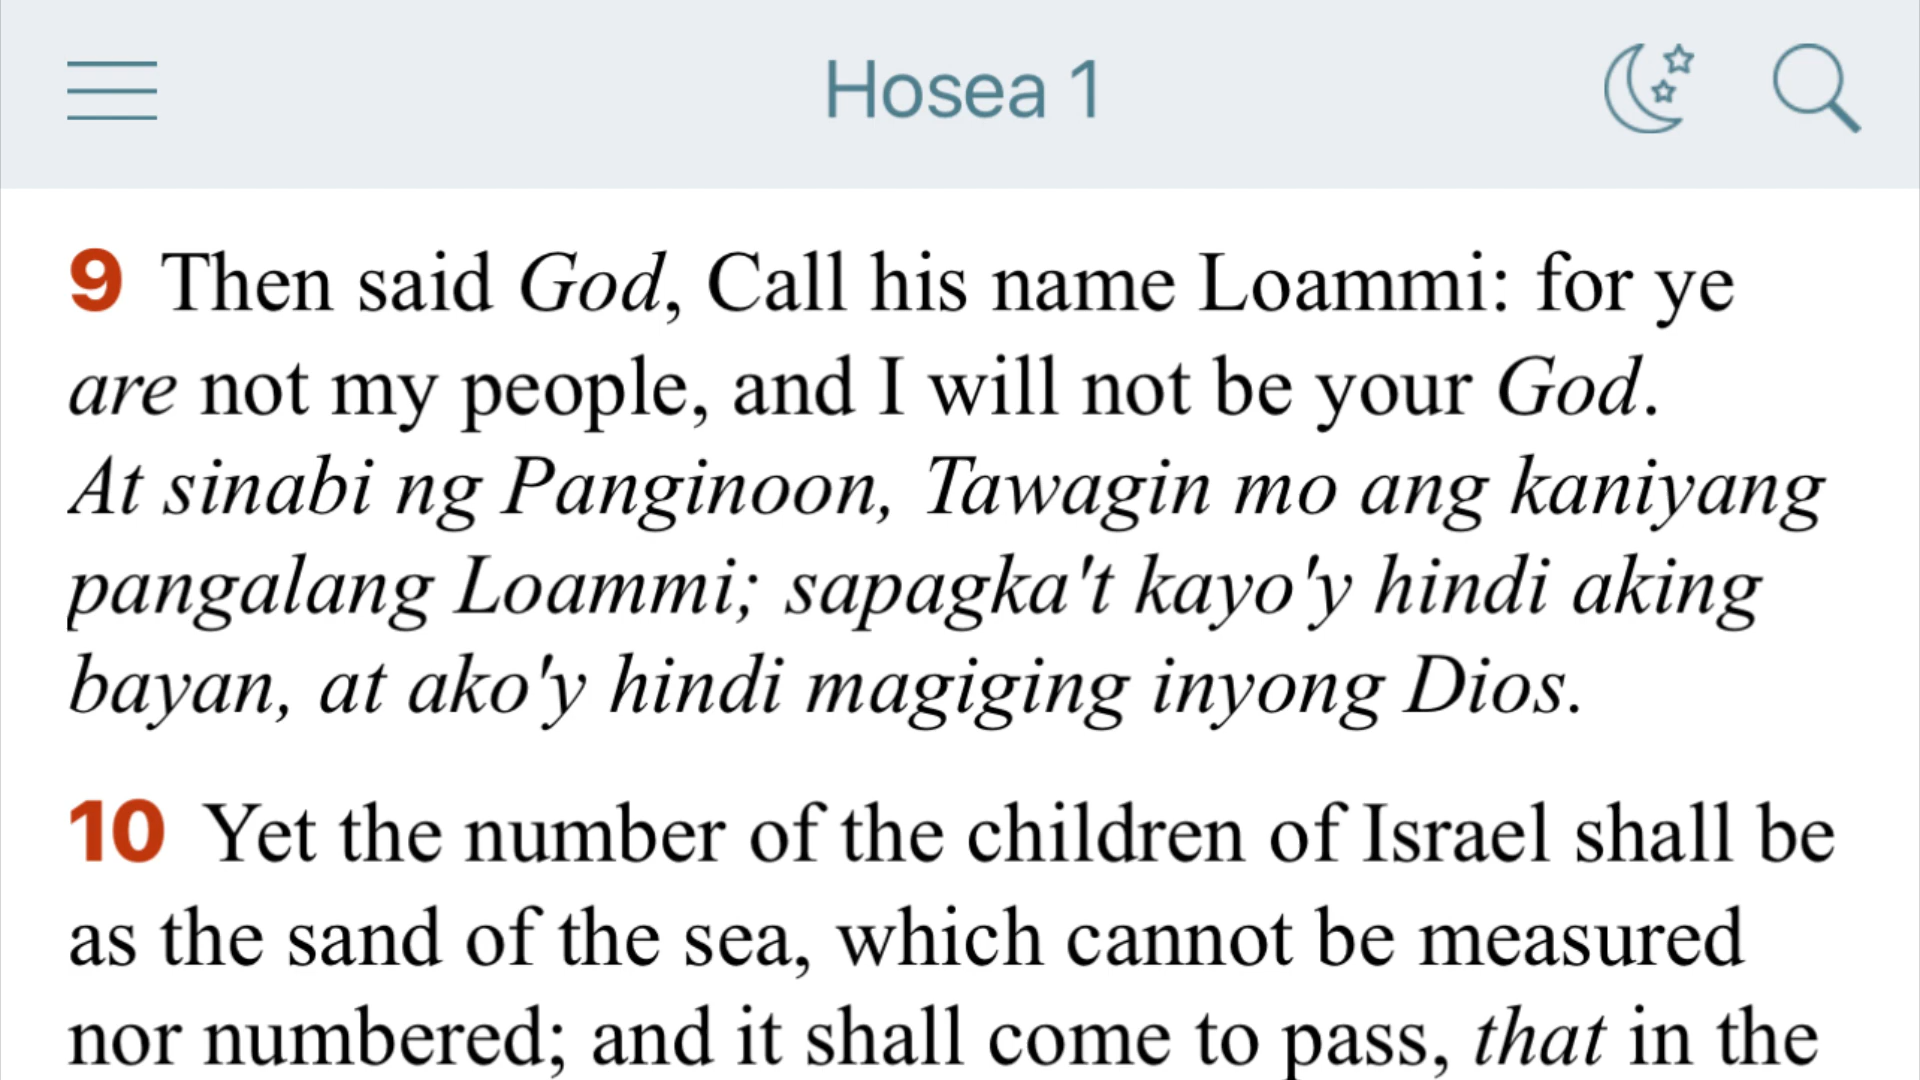 Hosea 1
9 Then said God, Call his name Loammi: for ye
are not my people, and I will not be your God.
At sinabi ng Panginoon, Tawagin mo ang kaniyang
pangalang Loammi; sapagka't kayo'y hindi aking
bayan, at ako'y hindi magiging inyong Dios.
10 Yet the number of the children of Israel shall be
as the sand of the sea, which cannot be measured
nor numbered; and it shall come to pass, that in the